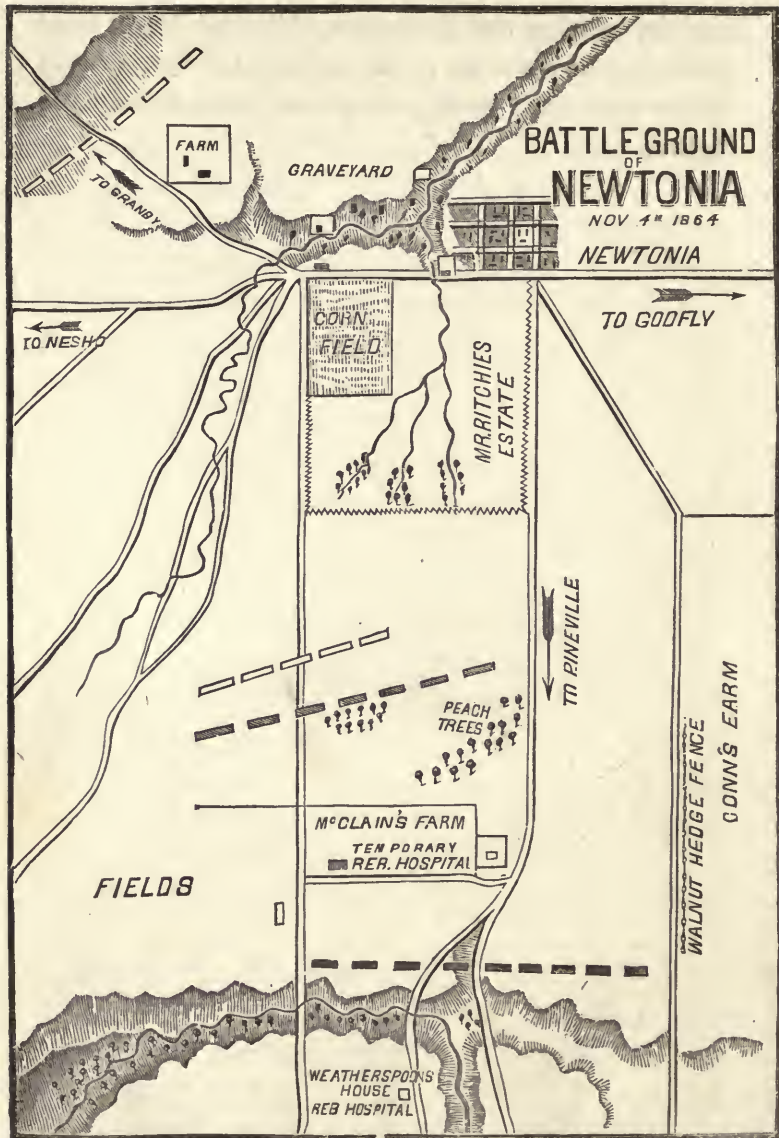 BATTLE GROUND
OF
NEWTONIA
NOV 4TH 1864
FARM
GRAVEYARD
TO GRANBY
NEWTONIA
TO GODFLY
TO NESHO
CORN
FIELD
MR. RITCHIES
ESTATE
TO PINEVILLE
PEACH
TREES
McCLAIN'S FARM
TEMPORARY
RER. HOSPITAL
FIELDS
WALNUT HEDGE FENCE
CONN'S EARM
WEATHERSPOONS
HOUSE
REB HOSPITAL